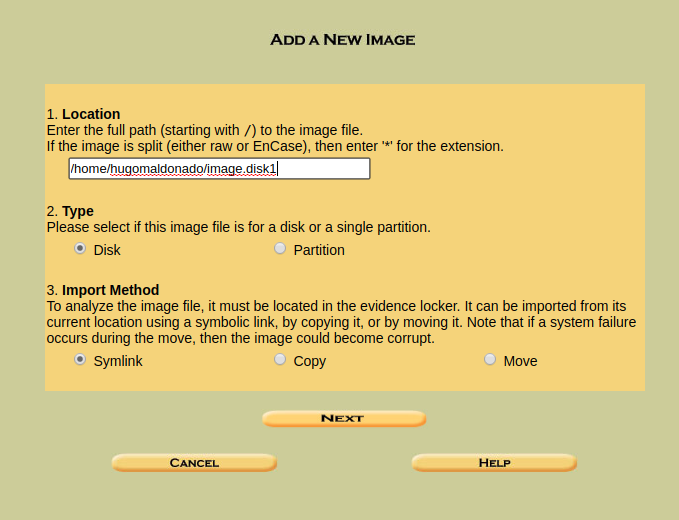 ADD A NEW IMAGE
1. Location
Enter the full path (starting with /) to the image file.
If the image is split (either raw or EnCase), then enter '*' for the extension.
/home/hugomaldonado/image.disk1
2. Type
Please select if this image file is for a disk or a single partition.
Disk Partition
3. Import Method
To analyze the image file, it must be located in the evidence locker. It can be imported from its
current location using a symbolic link, by copying it, or by moving it. Note that if a system failure
occurs during the move, then the image could become corrupt.
Symlink Copy Move
NEXT
CANCEL HELP